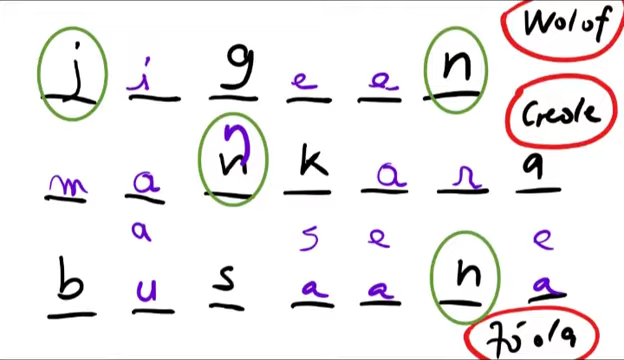 j i g e e n Wolof
Creole
m a ŋ k a r a
a s e e
b u s a a n a
Jóola